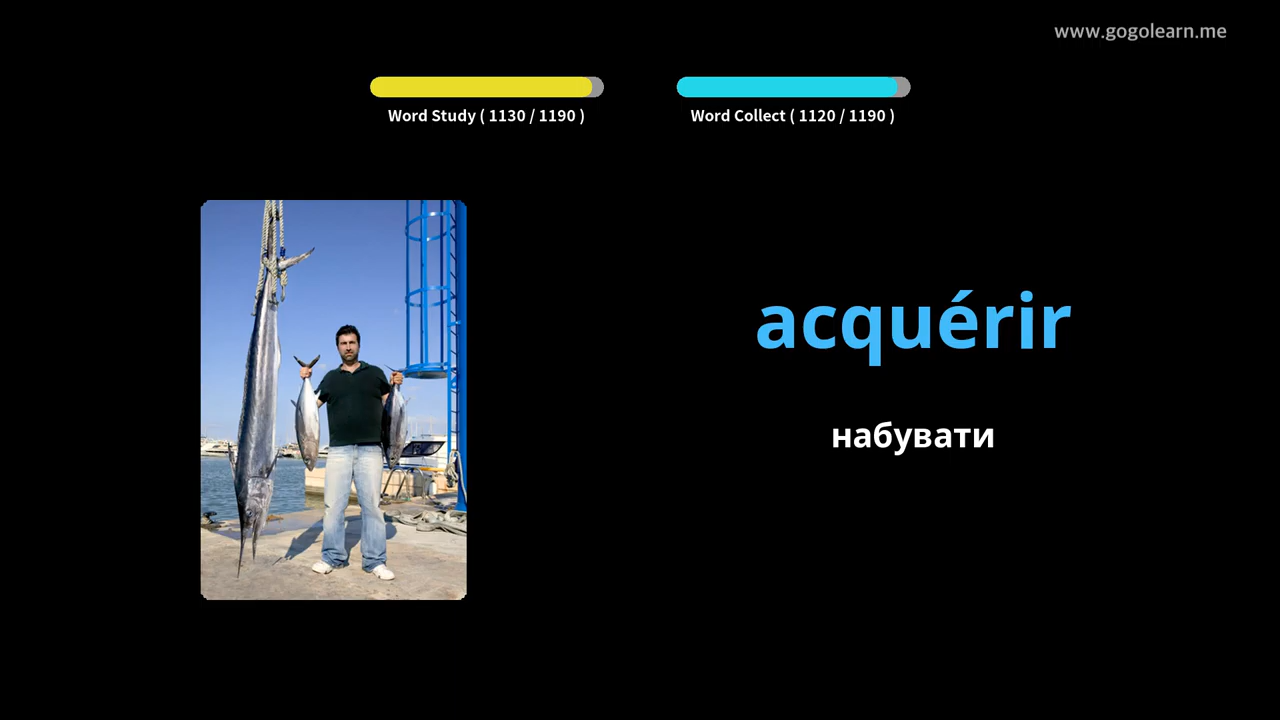 www.gogolearn.me
Word Study ( 1130 / 1190 )
Word Collect ( 1120 / 1190 )
acquérir
набувати